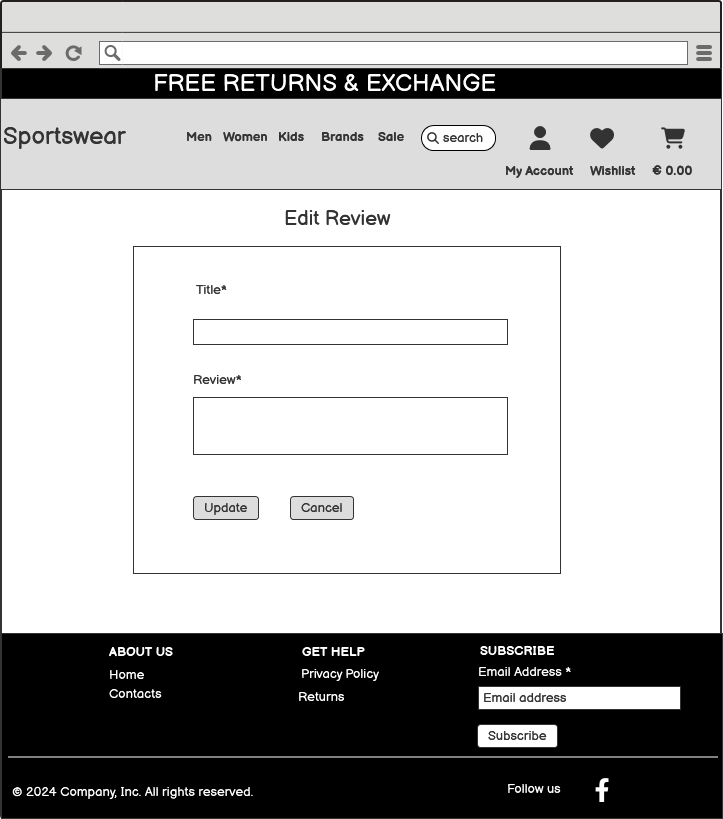 FREE RETURNS & EXCHANGE
Sportswear
Men Women Kids Brands Sale search
My Account Wishlist € 0.00
Edit Review
Title*
Review*
Update Cancel
ABOUT US GET HELP SUBSCRIBE
Home Privacy Policy Email Address *
Contacts Returns Email address
Subscribe
© 2024 Company, Inc. All rights reserved. Follow us